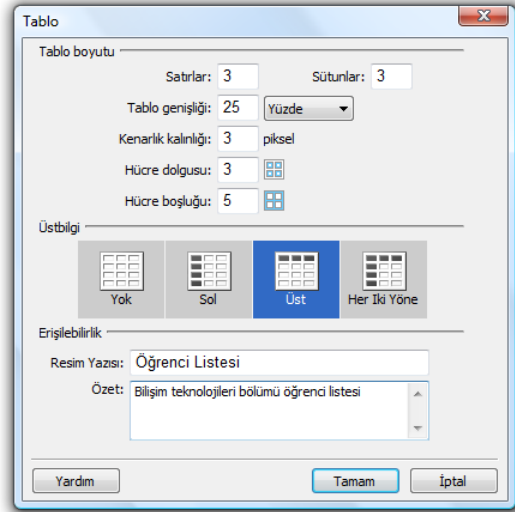 Tablo
Tablo boyutu
Satırlar: 3 Sütunlar: 3
Tablo genişliği: 25 Yüzde
Kenarlık kalınlığı: 3 piksel
Hücre dolgusu: 3
Hücre boşluğu: 5
Üstbilgi
Yok Sol Üst Her İki Yöne
Erişilebilirlik
Resim Yazısı: Öğrenci Listesi
Özet: Bilişim teknolojileri bölümü öğrenci listesi
Yardım Tamam İptal